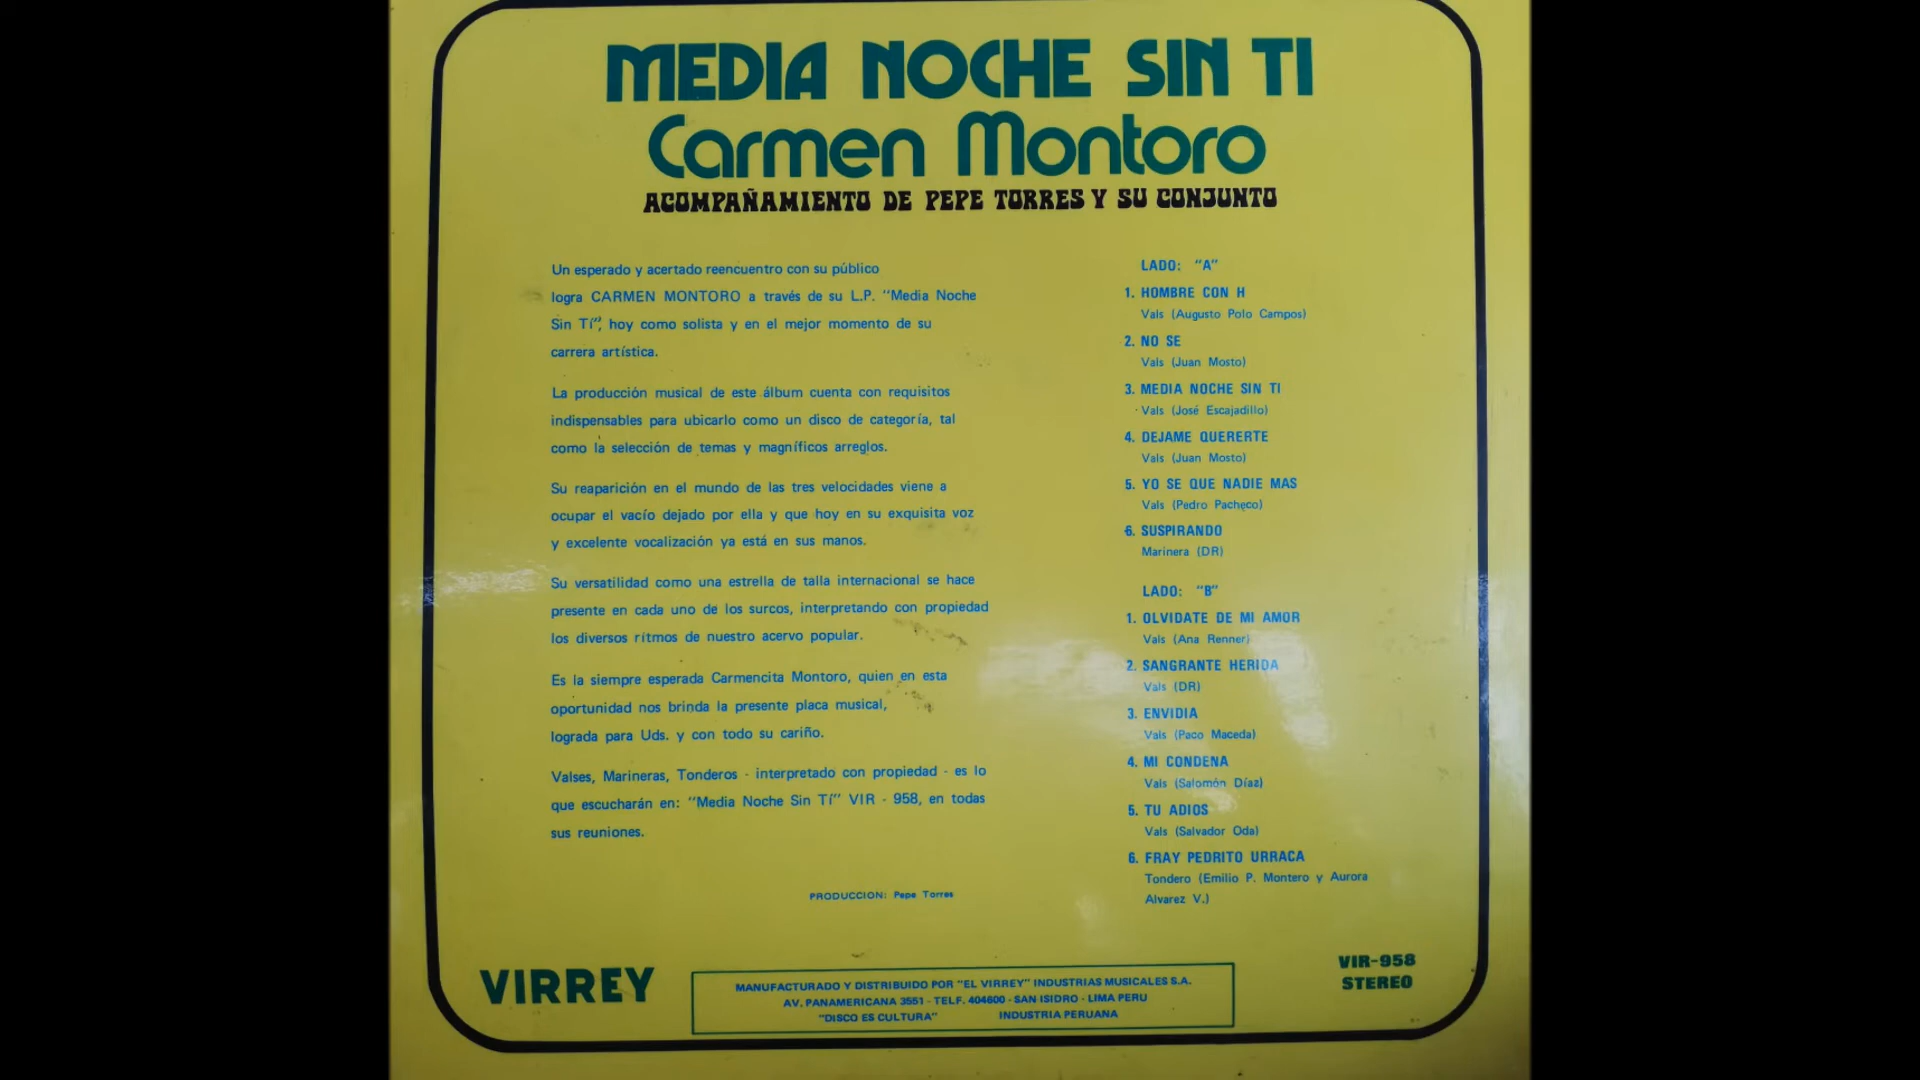 MEDIA NOCHE SIN TI
Carmen Montoro
ACOMPAÑAMIENTO DE PEPE TORRES Y SU CONJUNTO
Un esperado y acertado reencuentro con su público
logra CARMEN MONTORO a través de su L.P. "Media Noche
Sin Tí", hoy como solista y en el mejor momento de su
carrera artística.
La producción musical de este álbum cuenta con requisitos
indispensables para ubicarlo como un disco de categoría, tal
como la selección de temas y magníficos arreglos.
Su reaparición en el mundo de las tres velocidades viene a
ocupar el vacío dejado por ella y que hoy en su exquisita voz
y excelente vocalización ya está en sus manos.
Su versatilidad como una estrella de talla internacional se hace
presente en cada uno de los surcos, interpretando con propiedad
los diversos ritmos de nuestro acervo popular.
Es la siempre esperada Carmencita Montoro, quien en esta
oportunidad nos brinda la presente placa musical,
lograda para Uds. y con todo su cariño.
Valses, Marineras, Tonderos - interpretado con propiedad - es lo
que escucharán en: "Media Noche Sin Tí" VIR - 958, en todas
sus reuniones.
PRODUCCION: Pepe Torres
LADO: "A"
1. HOMBRE CON H
Vals (Augusto Polo Campos)
2. NO SE
Vals (Juan Mosto)
3. MEDIA NOCHE SIN TI
Vals (José Escajadillo)
4. DEJAME QUERERTE
Vals (Juan Mosto)
5. YO SE QUE NADIE MAS
Vals (Pedro Pacheco)
6. SUSPIRANDO
Marinera (DR)
LADO: "B"
1. OLVIDATE DE MI AMOR
Vals (Ana Renner)
2. SANGRANTE HERIDA
Vals (DR)
3. ENVIDIA
Vals (Paco Maceda)
4. MI CONDENA
Vals (Salomón Díaz)
5. TU ADIOS
Vals (Salvador Oda)
6. FRAY PEDRITO URRACA
Tondero (Emilio P. Montero y Aurora
Alvarez V.)
VIRREY
MANUFACTURADO Y DISTRIBUIDO POR "EL VIRREY" INDUSTRIAS MUSICALES S.A.
AV. PANAMERICANA 3551 - TELF. 404600 - SAN ISIDRO - LIMA PERU
"DISCO ES CULTURA" INDUSTRIA PERUANA
VIR-958
STEREO